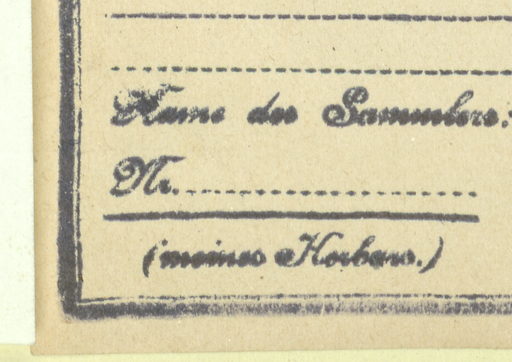 Name des Sammlers:
Nr.
(meines Herbars.)